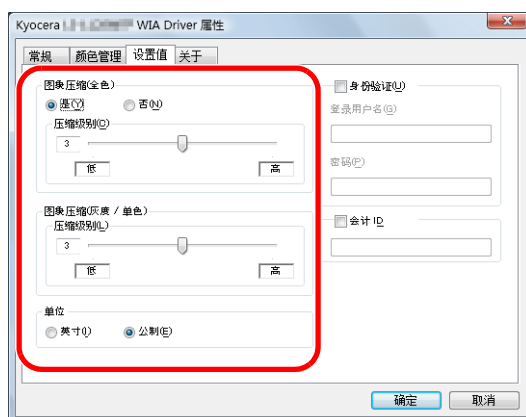 Kyocera WIA Driver 属性
常规 颜色管理 设置值 关于
图象压缩(全色)
是(Y) 否(N)
压缩级别(C)
3
低 高
图象压缩(灰度 / 单色)
压缩级别(L)
3
低 高
单位
英寸(I) 公制(E)
身份验证(U)
登录用户名(G)
密码(P)
会计 ID
确定 取消